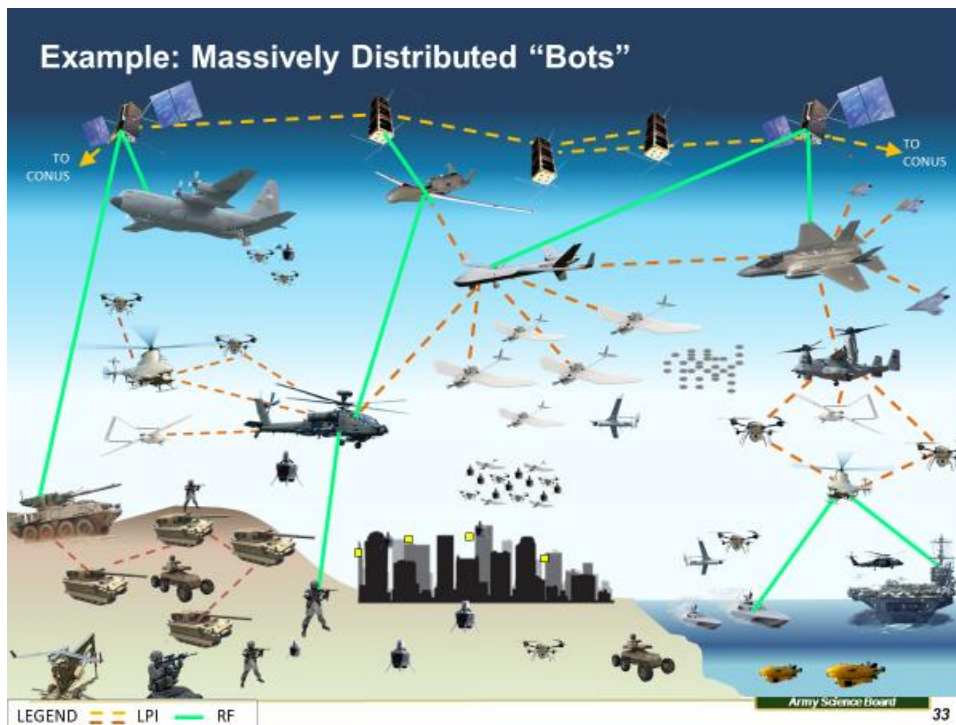 Example: Massively Distributed “Bots”
TO
CONUS
TO
CONUS
LEGEND LPI RF
Army Science Board
33